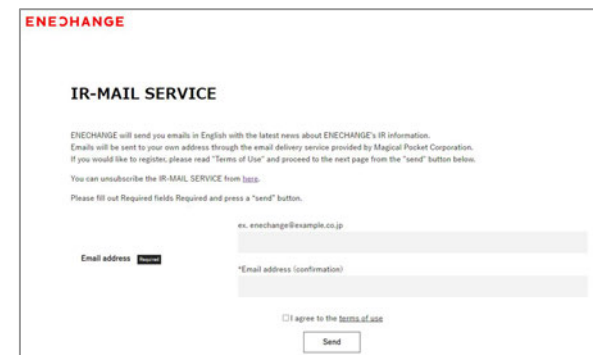 ENECHANGE
IR-MAIL SERVICE
ENECHANGE will send you emails in English with the latest news about ENECHANGE's IR information.
Emails will be sent to your own address through the email delivery service provided by Magical Pocket Corporation.
If you would like to register, please read "Terms of Use" and proceed to the next page from the "send" button below.
You can unsubscribe the IR-MAIL SERVICE from here.
Please fill out Required fields Required and press a "send" button.
ex. enechange@example.co.jp
Email address Required
*Email address (confirmation)
I agree to the terms of use
Send